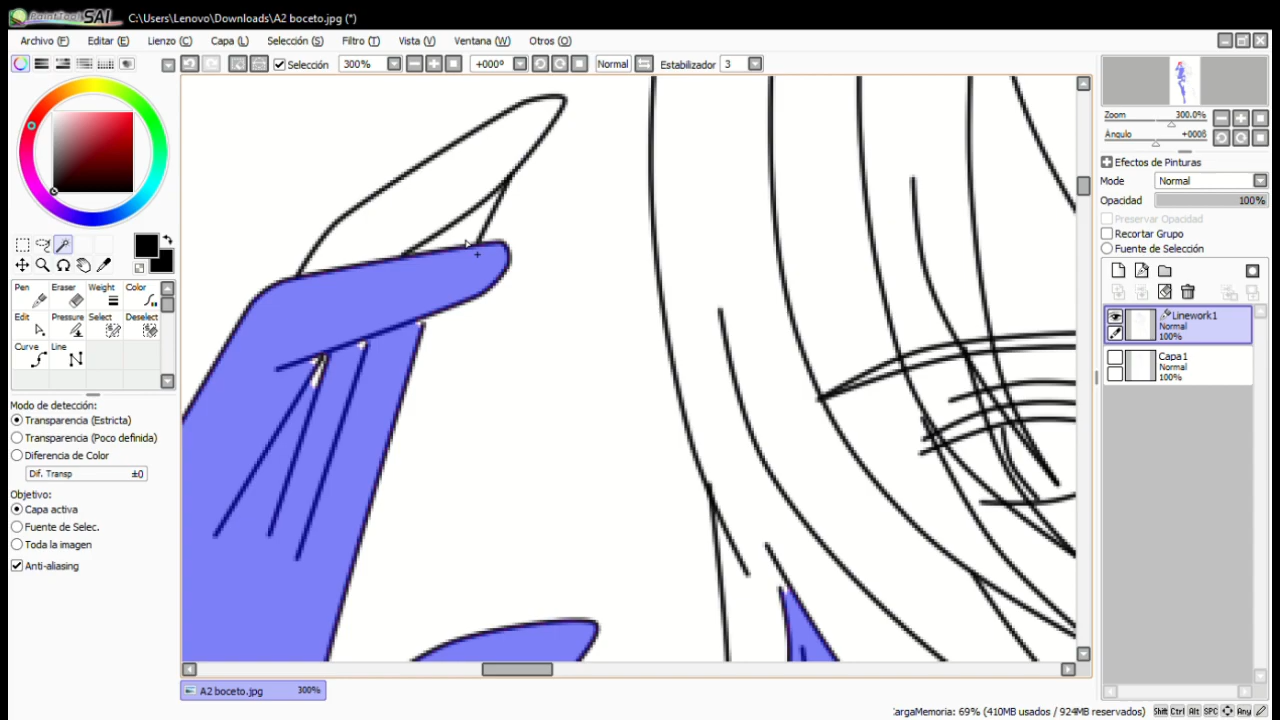 PaintTool SAI C:\Users\Lenovo\Downloads\A2 boceto.jpg (*)
Archivo (F) Editar (E) Lienzo (C) Capa (L) Selección (S) Filtro (T) Vista (V) Ventana (W) Otros (O)
Selección 300% +000° Normal Estabilizador 3
Zoom 300.0%
Ángulo +0008
Efectos de Pinturas
Modo Normal
Opacidad 100%
Preservar Opacidad
Recortar Grupo
Fuente de Selección
Pen Eraser Weight Color
Edit Pressure Select Deselect
Curve Line
Linework1
Normal
100%
Capa1
Normal
100%
Modo de detección:
Transparencia (Estricta)
Transparencia (Poco definida)
Diferencia de Color
Dif. Transp ±0
Objetivo:
Capa activa
Fuente de Selec.
Toda la imagen
Anti-aliasing
A2 boceto.jpg 300%
argaMemoria: 69% (410MB usados / 924MB reservados) Shift Ctrl Alt SPC Any